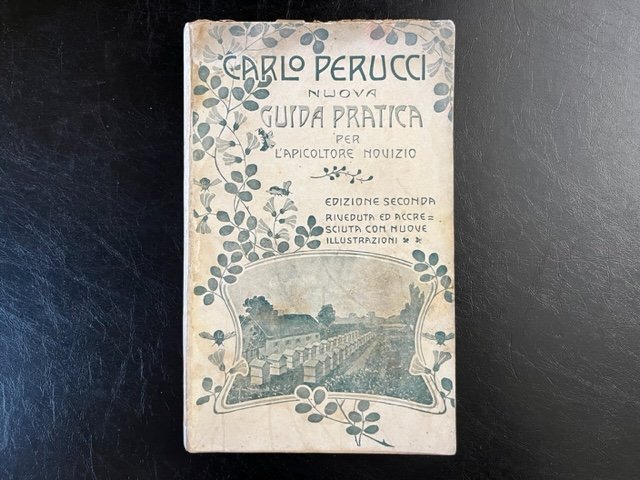 CARLO PERUCCI
NUOVA
GUIDA PRATICA
PER
L'APICOLTORE NOVIZIO
EDIZIONE SECONDA
RIVEDUTA ED ACCRE=
SCIUTA CON NUOVE
ILLUSTRAZIONI